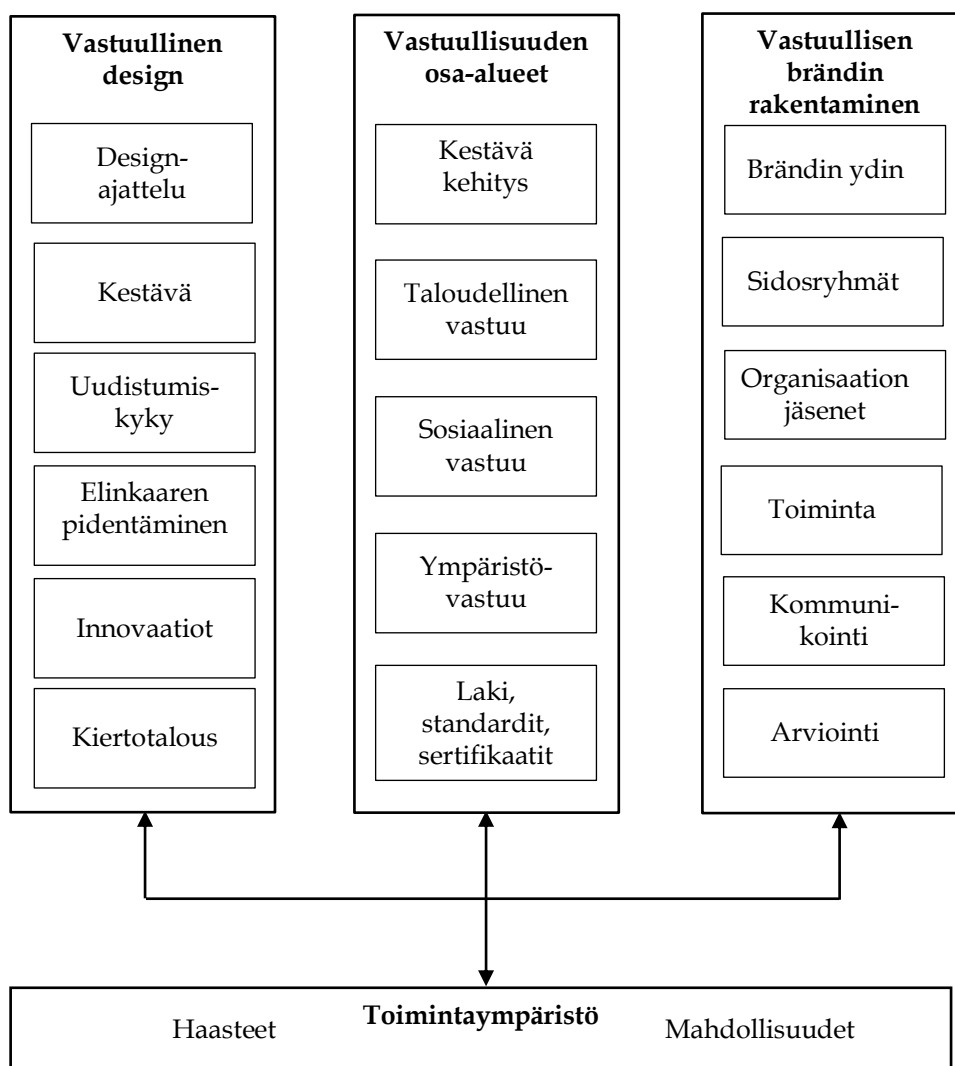 Vastuullinen
design
Design-
ajattelu
Kestävä
Uudistumis-
kyky
Elinkaaren
pidentäminen
Innovaatiot
Kiertotalous
Vastuullisuuden
osa-alueet
Kestävä
kehitys
Taloudellinen
vastuu
Sosiaalinen
vastuu
Ympäristö-
vastuu
Laki,
standardit,
sertifikaatit
Vastuullisen
brändin
rakentaminen
Brändin ydin
Sidosryhmät
Organisaation
jäsenet
Toiminta
Kommuni-
kointi
Arviointi
Toimintaympäristö
Haasteet
Mahdollisuudet